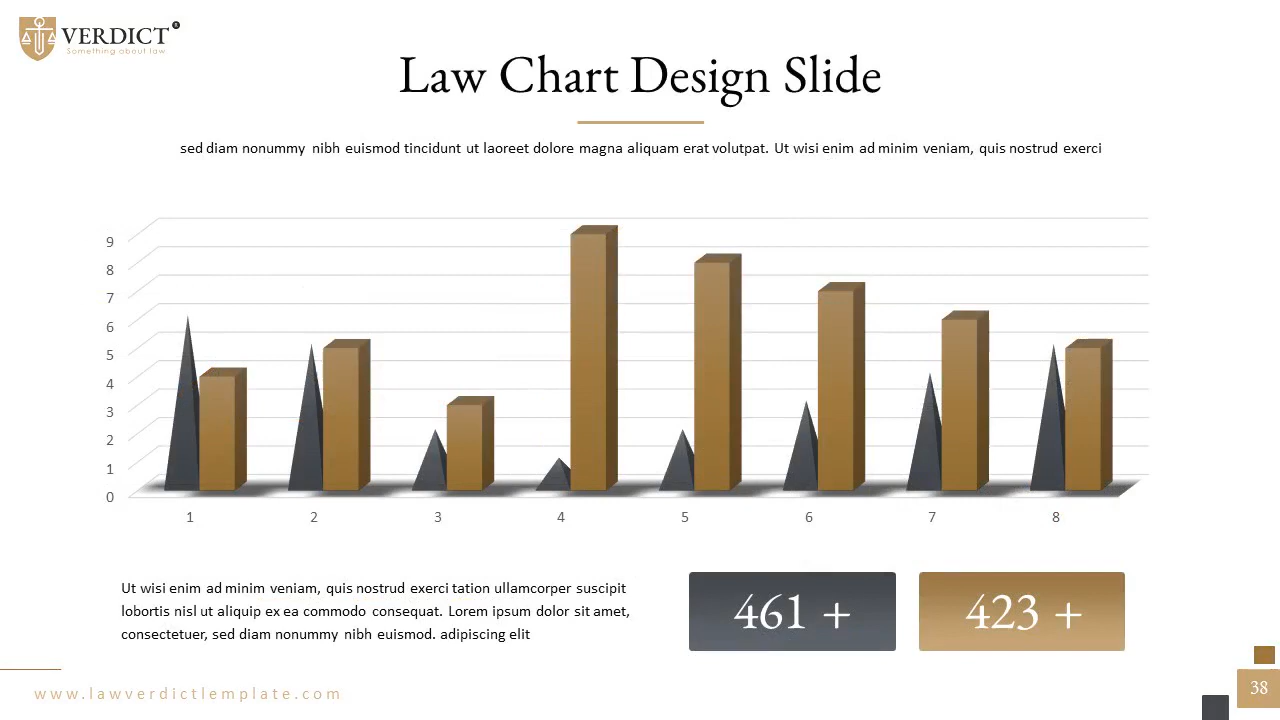 VERDICT
Something about law
Law Chart Design Slide
sed diam nonummy nibh euismod tincidunt ut laoreet dolore magna aliquam erat volutpat. Ut wisi enim ad minim veniam, quis nostrud exerci
9
8
7
6
5
4
3
2
1
0
1 2 3 4 5 6 7 8
Ut wisi enim ad minim veniam, quis nostrud exerci tation ullamcorper suscipit
lobortis nisl ut aliquip ex ea commodo consequat. Lorem ipsum dolor sit amet,
consectetuer, sed diam nonummy nibh euismod. adipiscing elit
461 +
423 +
www.lawverdictlemplate.com
38